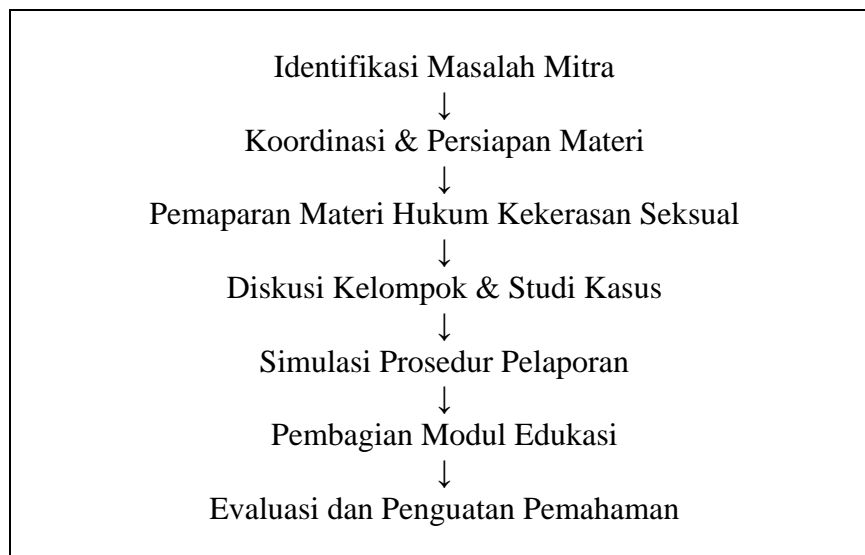 Identifikasi Masalah Mitra
↓
Koordinasi & Persiapan Materi
↓
Pemaparan Materi Hukum Kekerasan Seksual
↓
Diskusi Kelompok & Studi Kasus
↓
Simulasi Prosedur Pelaporan
↓
Pembagian Modul Edukasi
↓
Evaluasi dan Penguatan Pemahaman